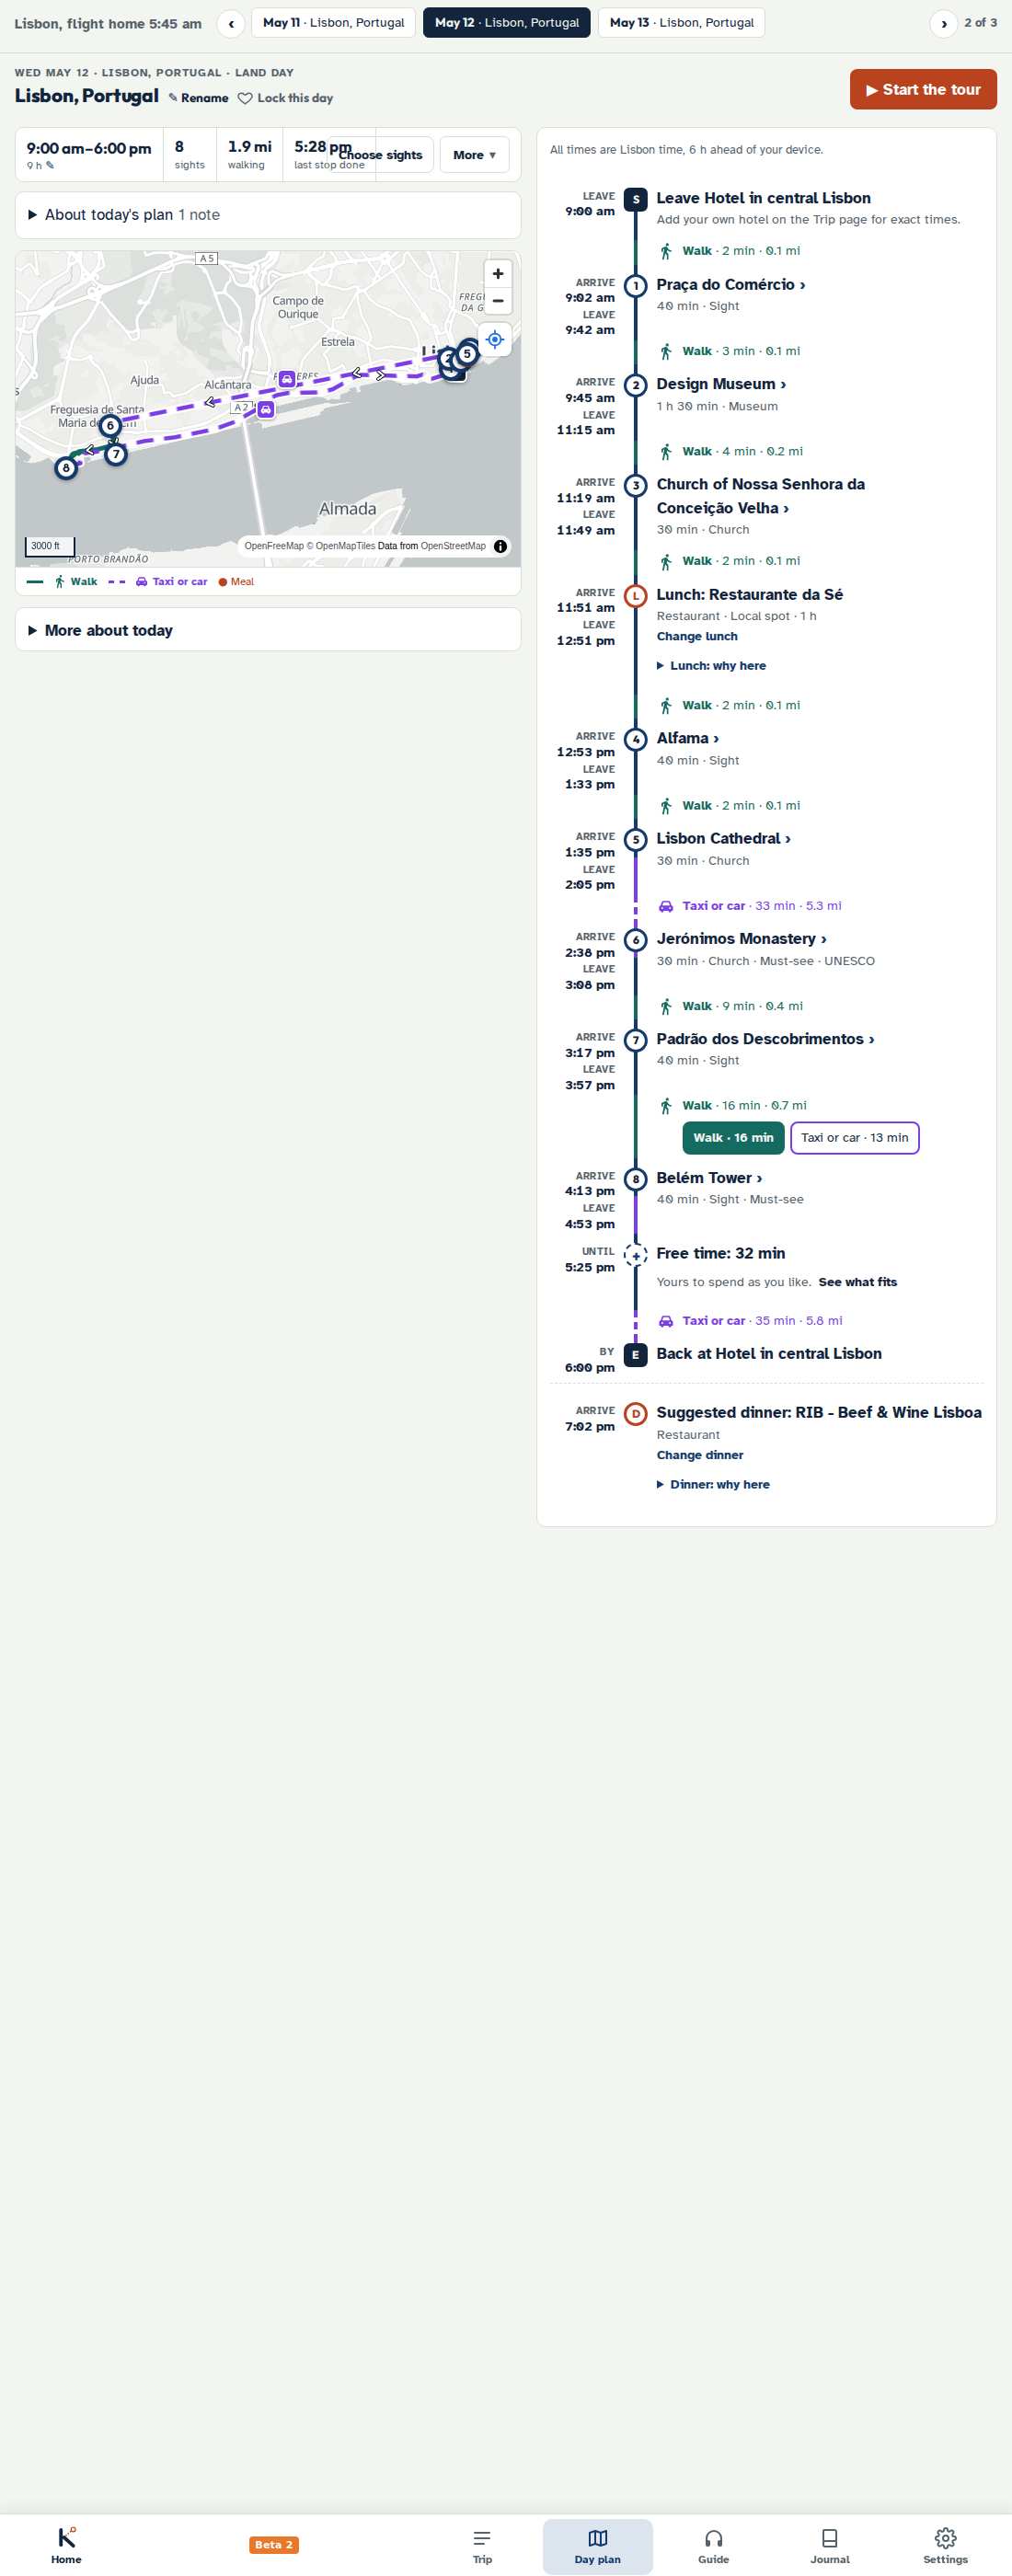 Lisbon, flight home 5:45 am
‹
May 11 · Lisbon, Portugal
May 12 · Lisbon, Portugal
May 13 · Lisbon, Portugal
›
2 of 3
WED MAY 12 · LISBON, PORTUGAL · LAND DAY
Lisbon, Portugal ✎ Rename Lock this day
▶ Start the tour
9:00 am–6:00 pm
9 h ✎
8
sights
1.9 mi
walking
5:28 pm
last stop done
Choose sights
More ▼
▶ About today's plan 1 note
A 5
Campo de
Ourique
Estrela
Ajuda
Alcântara
A 2
Freguesia de Santa
Almada
PORTO BRANDÃO
+
−
5
6
7
8
3000 ft
OpenFreeMap © OpenMapTiles Data from OpenStreetMap
Walk Taxi or car Meal
▶ More about today
All times are Lisbon time, 6 h ahead of your device.
LEAVE
9:00 am
S
Leave Hotel in central Lisbon
Add your own hotel on the Trip page for exact times.
Walk · 2 min · 0.1 mi
ARRIVE
9:02 am
LEAVE
9:42 am
1
Praça do Comércio ›
40 min · Sight
Walk · 3 min · 0.1 mi
ARRIVE
9:45 am
LEAVE
11:15 am
2
Design Museum ›
1 h 30 min · Museum
Walk · 4 min · 0.2 mi
ARRIVE
11:19 am
LEAVE
11:49 am
3
Church of Nossa Senhora da
Conceição Velha ›
30 min · Church
Walk · 2 min · 0.1 mi
ARRIVE
11:51 am
LEAVE
12:51 pm
L
Lunch: Restaurante da Sé
Restaurant · Local spot · 1 h
Change lunch
▶ Lunch: why here
Walk · 2 min · 0.1 mi
ARRIVE
12:53 pm
LEAVE
1:33 pm
4
Alfama ›
40 min · Sight
Walk · 2 min · 0.1 mi
ARRIVE
1:35 pm
LEAVE
2:05 pm
5
Lisbon Cathedral ›
30 min · Church
Taxi or car · 33 min · 5.3 mi
ARRIVE
2:38 pm
LEAVE
3:08 pm
6
Jerónimos Monastery ›
30 min · Church · Must-see · UNESCO
Walk · 9 min · 0.4 mi
ARRIVE
3:17 pm
LEAVE
3:57 pm
7
Padrão dos Descobrimentos ›
40 min · Sight
Walk · 16 min · 0.7 mi
Walk · 16 min
Taxi or car · 13 min
ARRIVE
4:13 pm
LEAVE
4:53 pm
8
Belém Tower ›
40 min · Sight · Must-see
UNTIL
5:25 pm
+
Free time: 32 min
Yours to spend as you like. See what fits
Taxi or car · 35 min · 5.8 mi
BY
6:00 pm
E
Back at Hotel in central Lisbon
ARRIVE
7:02 pm
D
Suggested dinner: RIB - Beef & Wine Lisboa
Restaurant
Change dinner
▶ Dinner: why here
Home
Beta 2
Trip
Day plan
Guide
Journal
Settings